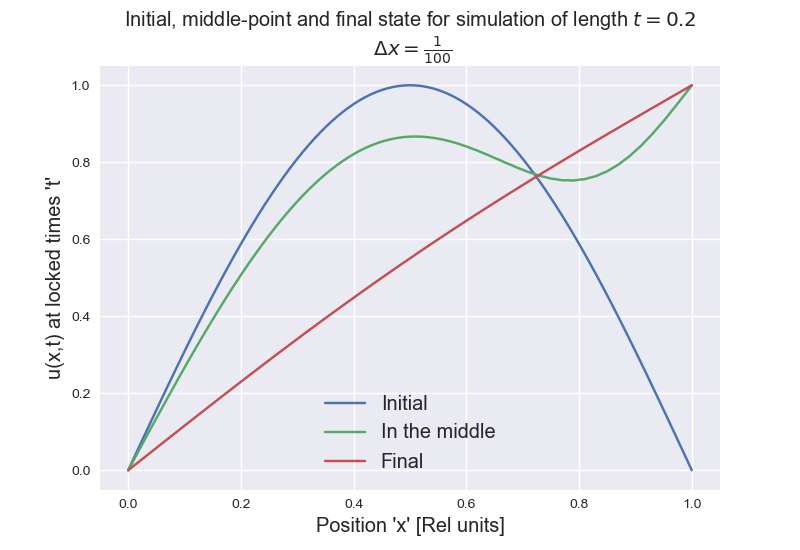 Initial, middle-point and final state for simulation of length $t = 0.2$
$\Delta x = \frac{1}{100}$
1.0
0.8
0.6
0.4
0.2
0.0
u(x,t) at locked times 't'
Initial
In the middle
Final
0.0 0.2 0.4 0.6 0.8 1.0
Position 'x' [Rel units]